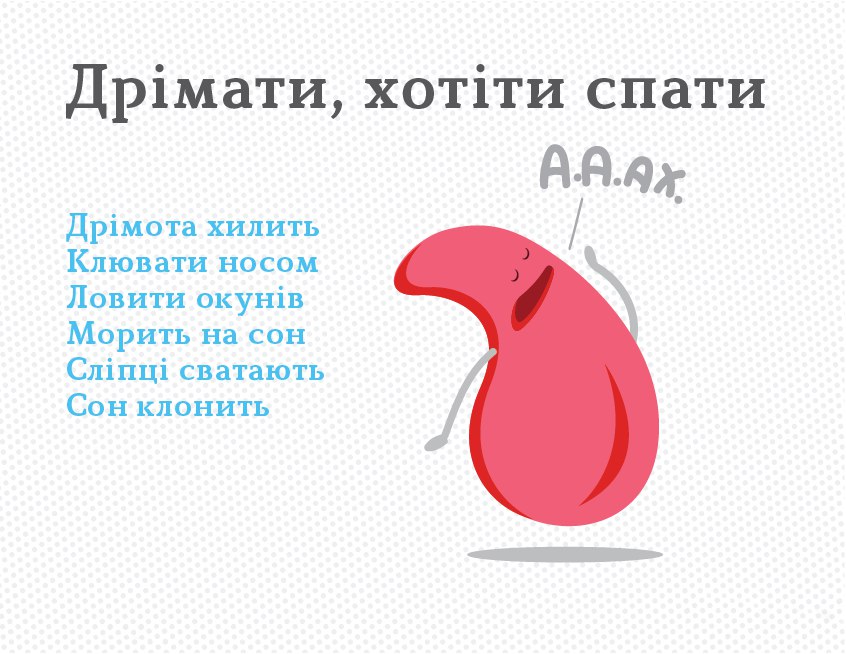 Дрімати, хотіти спати
А.А.АХ.
Дрімота хилить
Клювати носом
Ловити окунів
Морить на сон
Сліпці сватають
Сон клонить